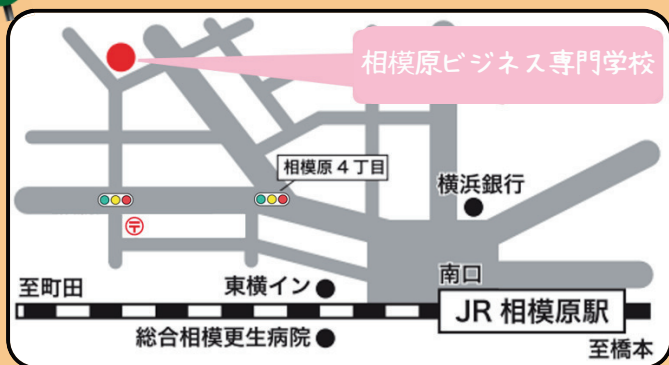 相模原ビジネス専門学校
相模原4丁目
横浜銀行
〒
至町田
東横イン
南口
JR 相模原駅
総合相模更生病院
至橋本